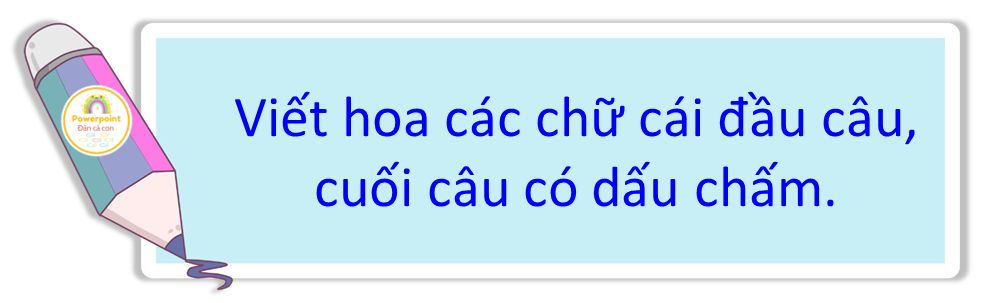 Viết hoa các chữ cái đầu câu,
cuối câu có dấu chấm.
Powerpoint
Đàn cá con